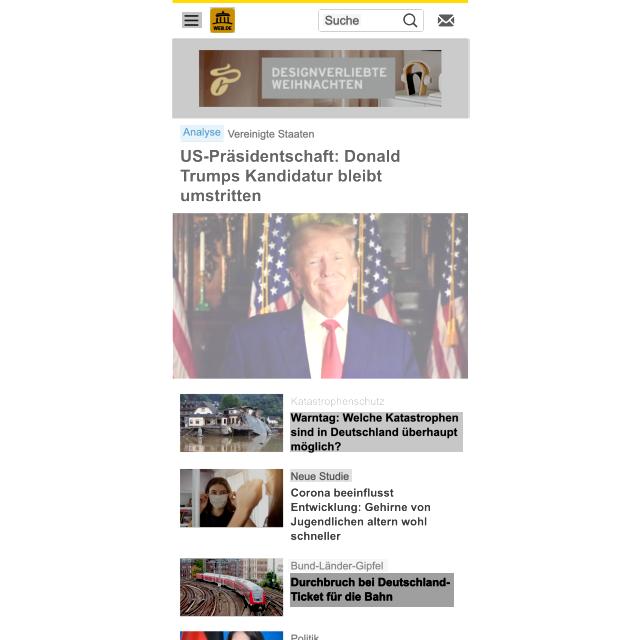 WEB.DE
Suche
DESIGNVERLIEBTE
WEIHNACHTEN
Analyse Vereinigte Staaten
US-Präsidentschaft: Donald
Trumps Kandidatur bleibt
umstritten
Katastrophenschutz
Warntag: Welche Katastrophen
sind in Deutschland überhaupt
möglich?
Neue Studie
Corona beeinflusst
Entwicklung: Gehirne von
Jugendlichen altern wohl
schneller
Bund-Länder-Gipfel
Durchbruch bei Deutschland-
Ticket für die Bahn
Politik